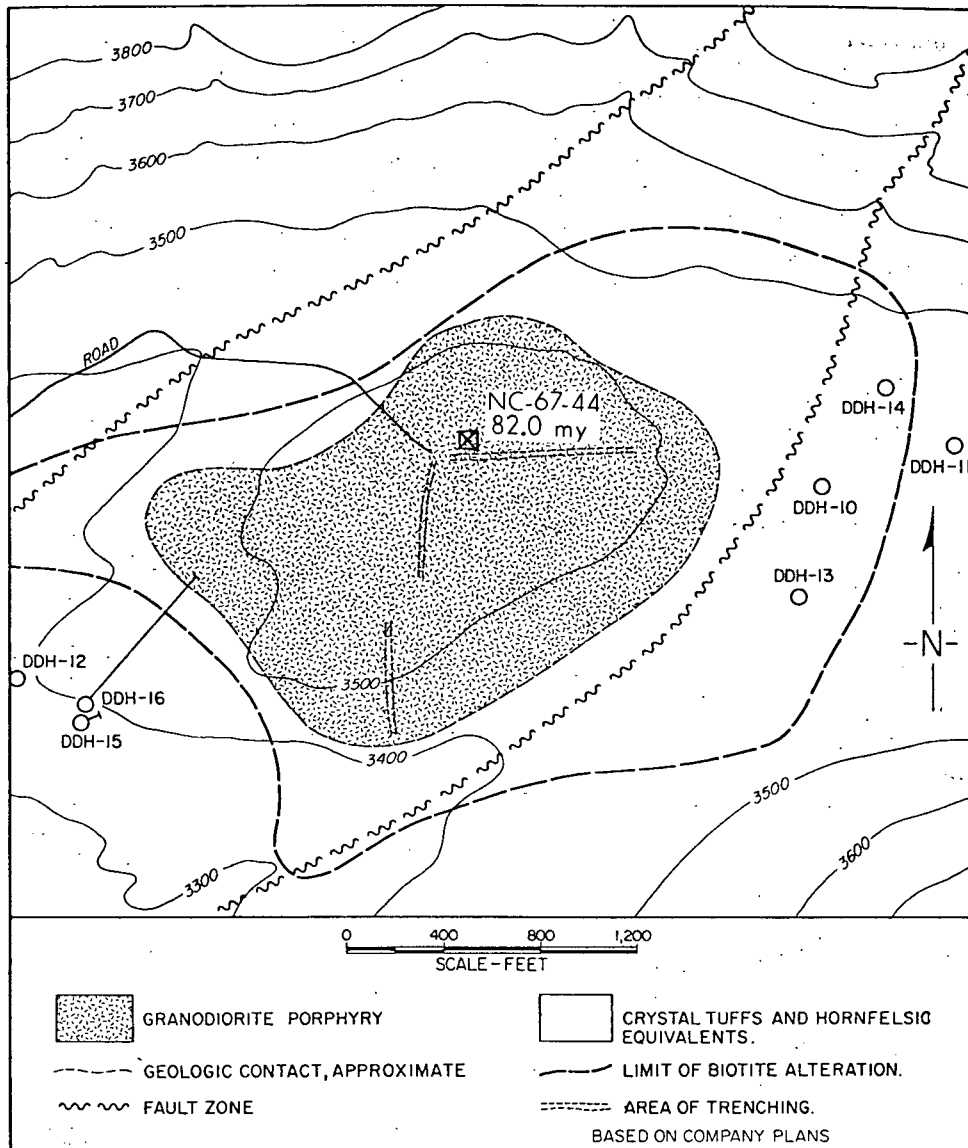 3800
3700
3600
3500
ROAD
NC-67-44
82.0 my
DDH-14
DDH-11
DDH-10
DDH-13
-N-
DDH-12
DDH-16
DDH-15
3500
3400
3500
3600
3300
0 400 800 1,200
SCALE-FEET
GRANODIORITE PORPHYRY
CRYSTAL TUFFS AND HORNFELSIC
EQUIVALENTS.
GEOLOGIC CONTACT, APPROXIMATE
LIMIT OF BIOTITE ALTERATION.
FAULT ZONE
AREA OF TRENCHING.
BASED ON COMPANY PLANS